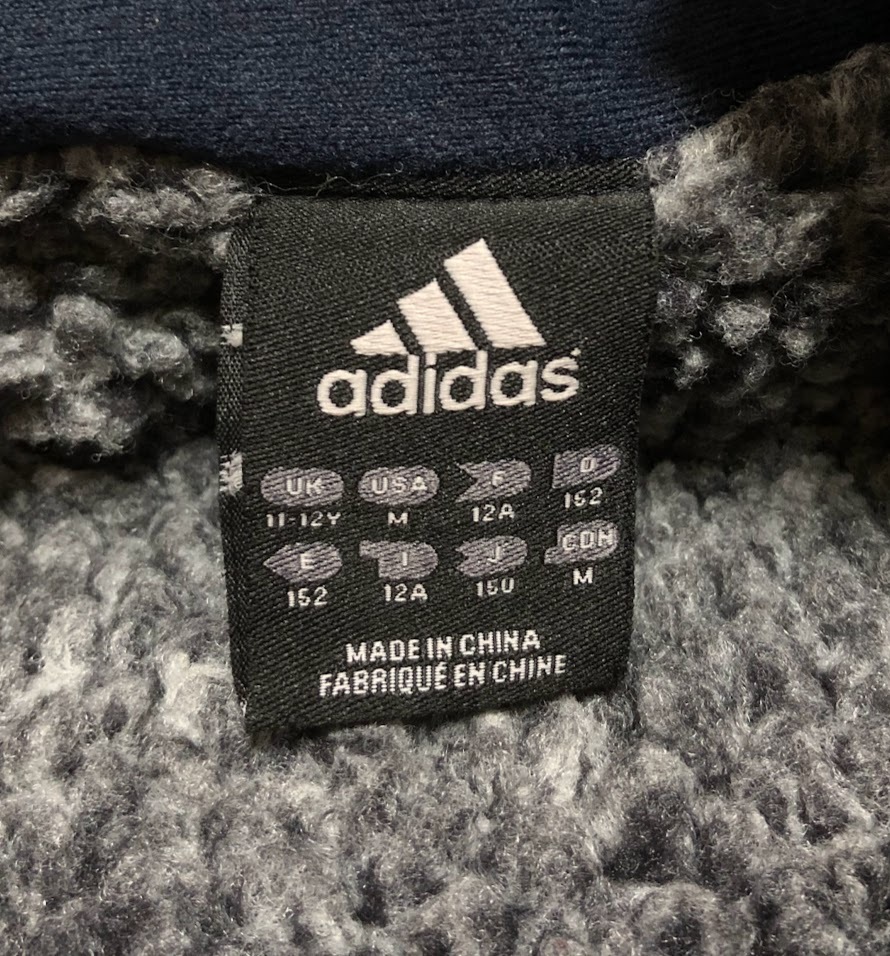 adidas
UK USA F D
11-12Y M 12A 152
E I J CDN
152 12A 150 M
MADE IN CHINA
FABRIQUÉ EN CHINE